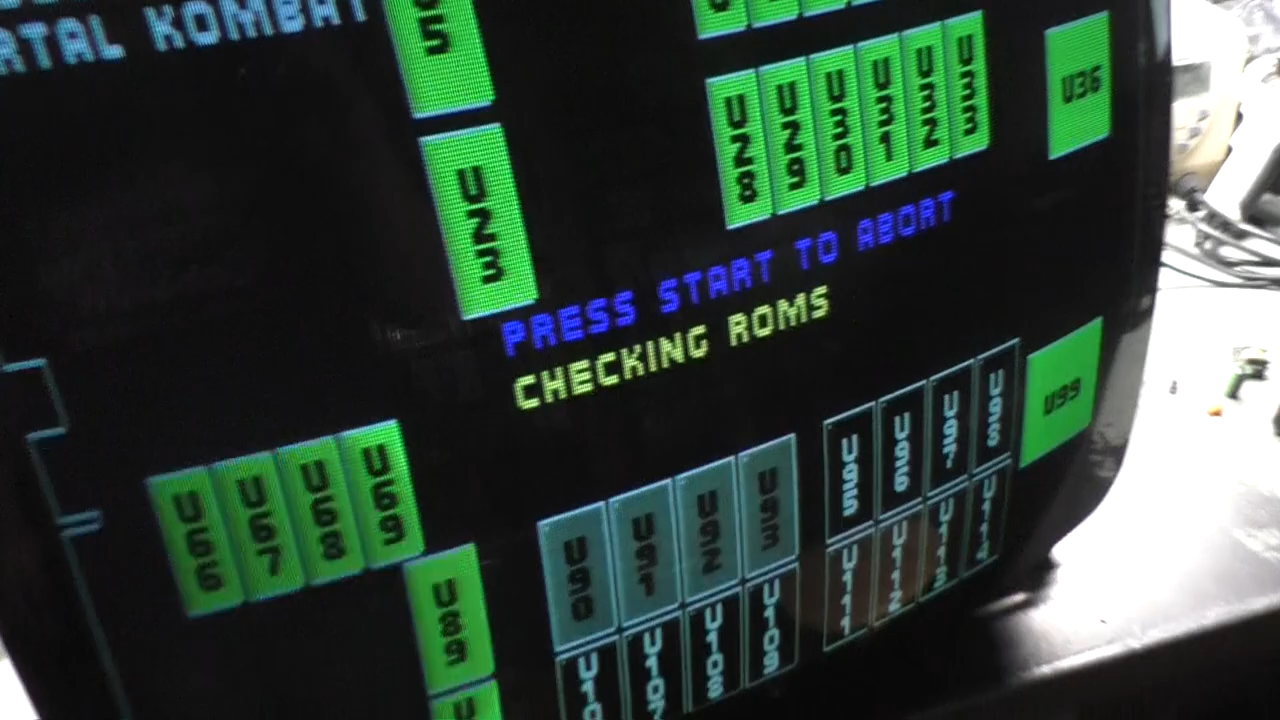 KOMBAT
U23
U28
U29
U30
U31
U32
U33
U36
PRESS START TO ABORT
CHECKING ROMS
U66
U67
U68
U69
U89
U90
U91
U92
U93
U95
U96
U97
U98
U99
U107
U108
U109
U111
U112
U113
U114